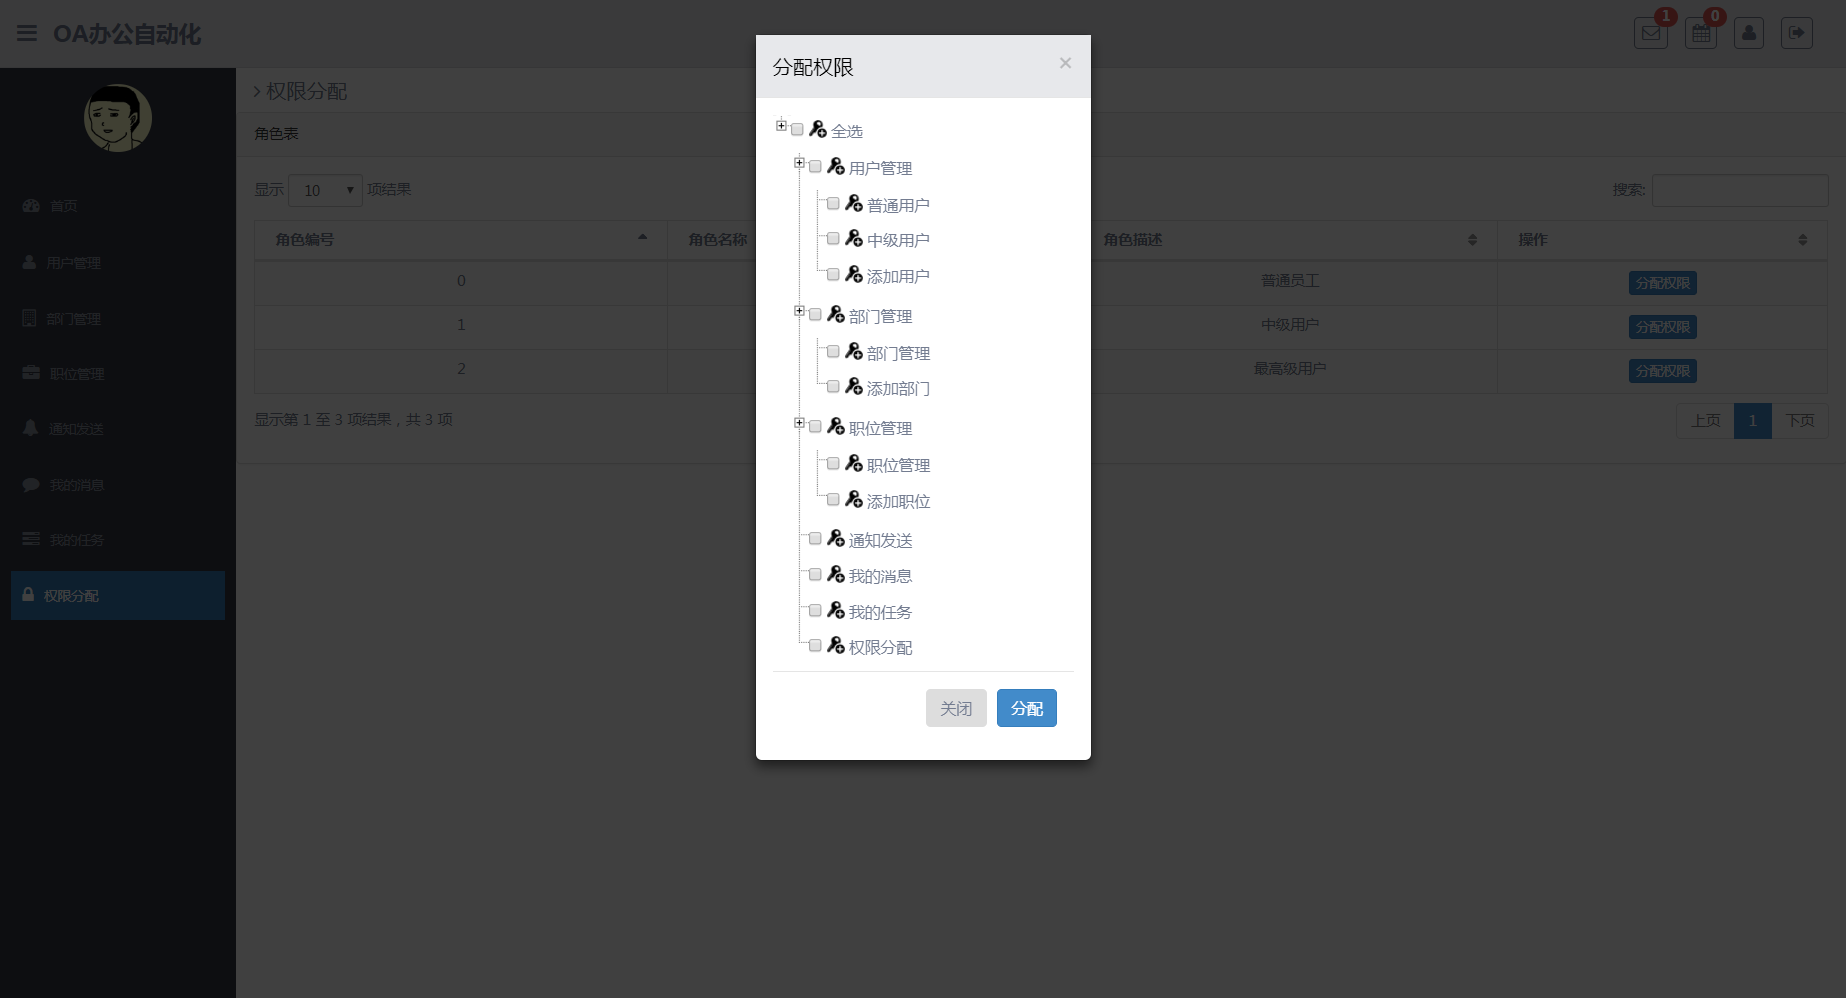 OA办公自动化
1
0
首页
用户管理
部门管理
职位管理
通知发送
我的消息
我的任务
权限分配
权限分配
角色表
显示 10 项结果
搜索:
角色编号 角色名称 角色描述 操作
0 普通员工 分配权限
1 中级用户 分配权限
2 最高级用户 分配权限
显示第 1 至 3 项结果，共 3 项
上页 1 下页
分配权限
×
全选
用户管理
普通用户
中级用户
添加用户
部门管理
部门管理
添加部门
职位管理
职位管理
添加职位
通知发送
我的消息
我的任务
权限分配
关闭 分配